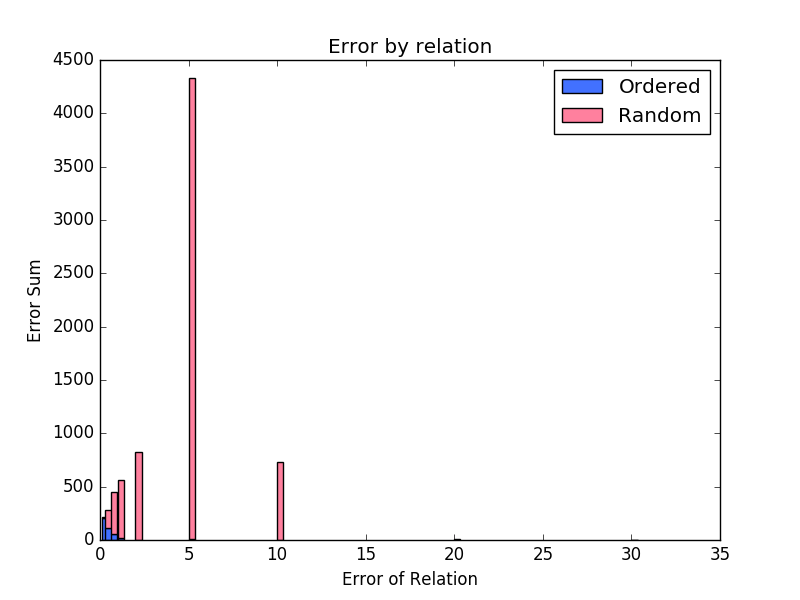 Error by relation
Ordered
Random
4500
4000
3500
3000
2500
2000
1500
1000
500
0
Error Sum
0 5 10 15 20 25 30 35
Error of Relation